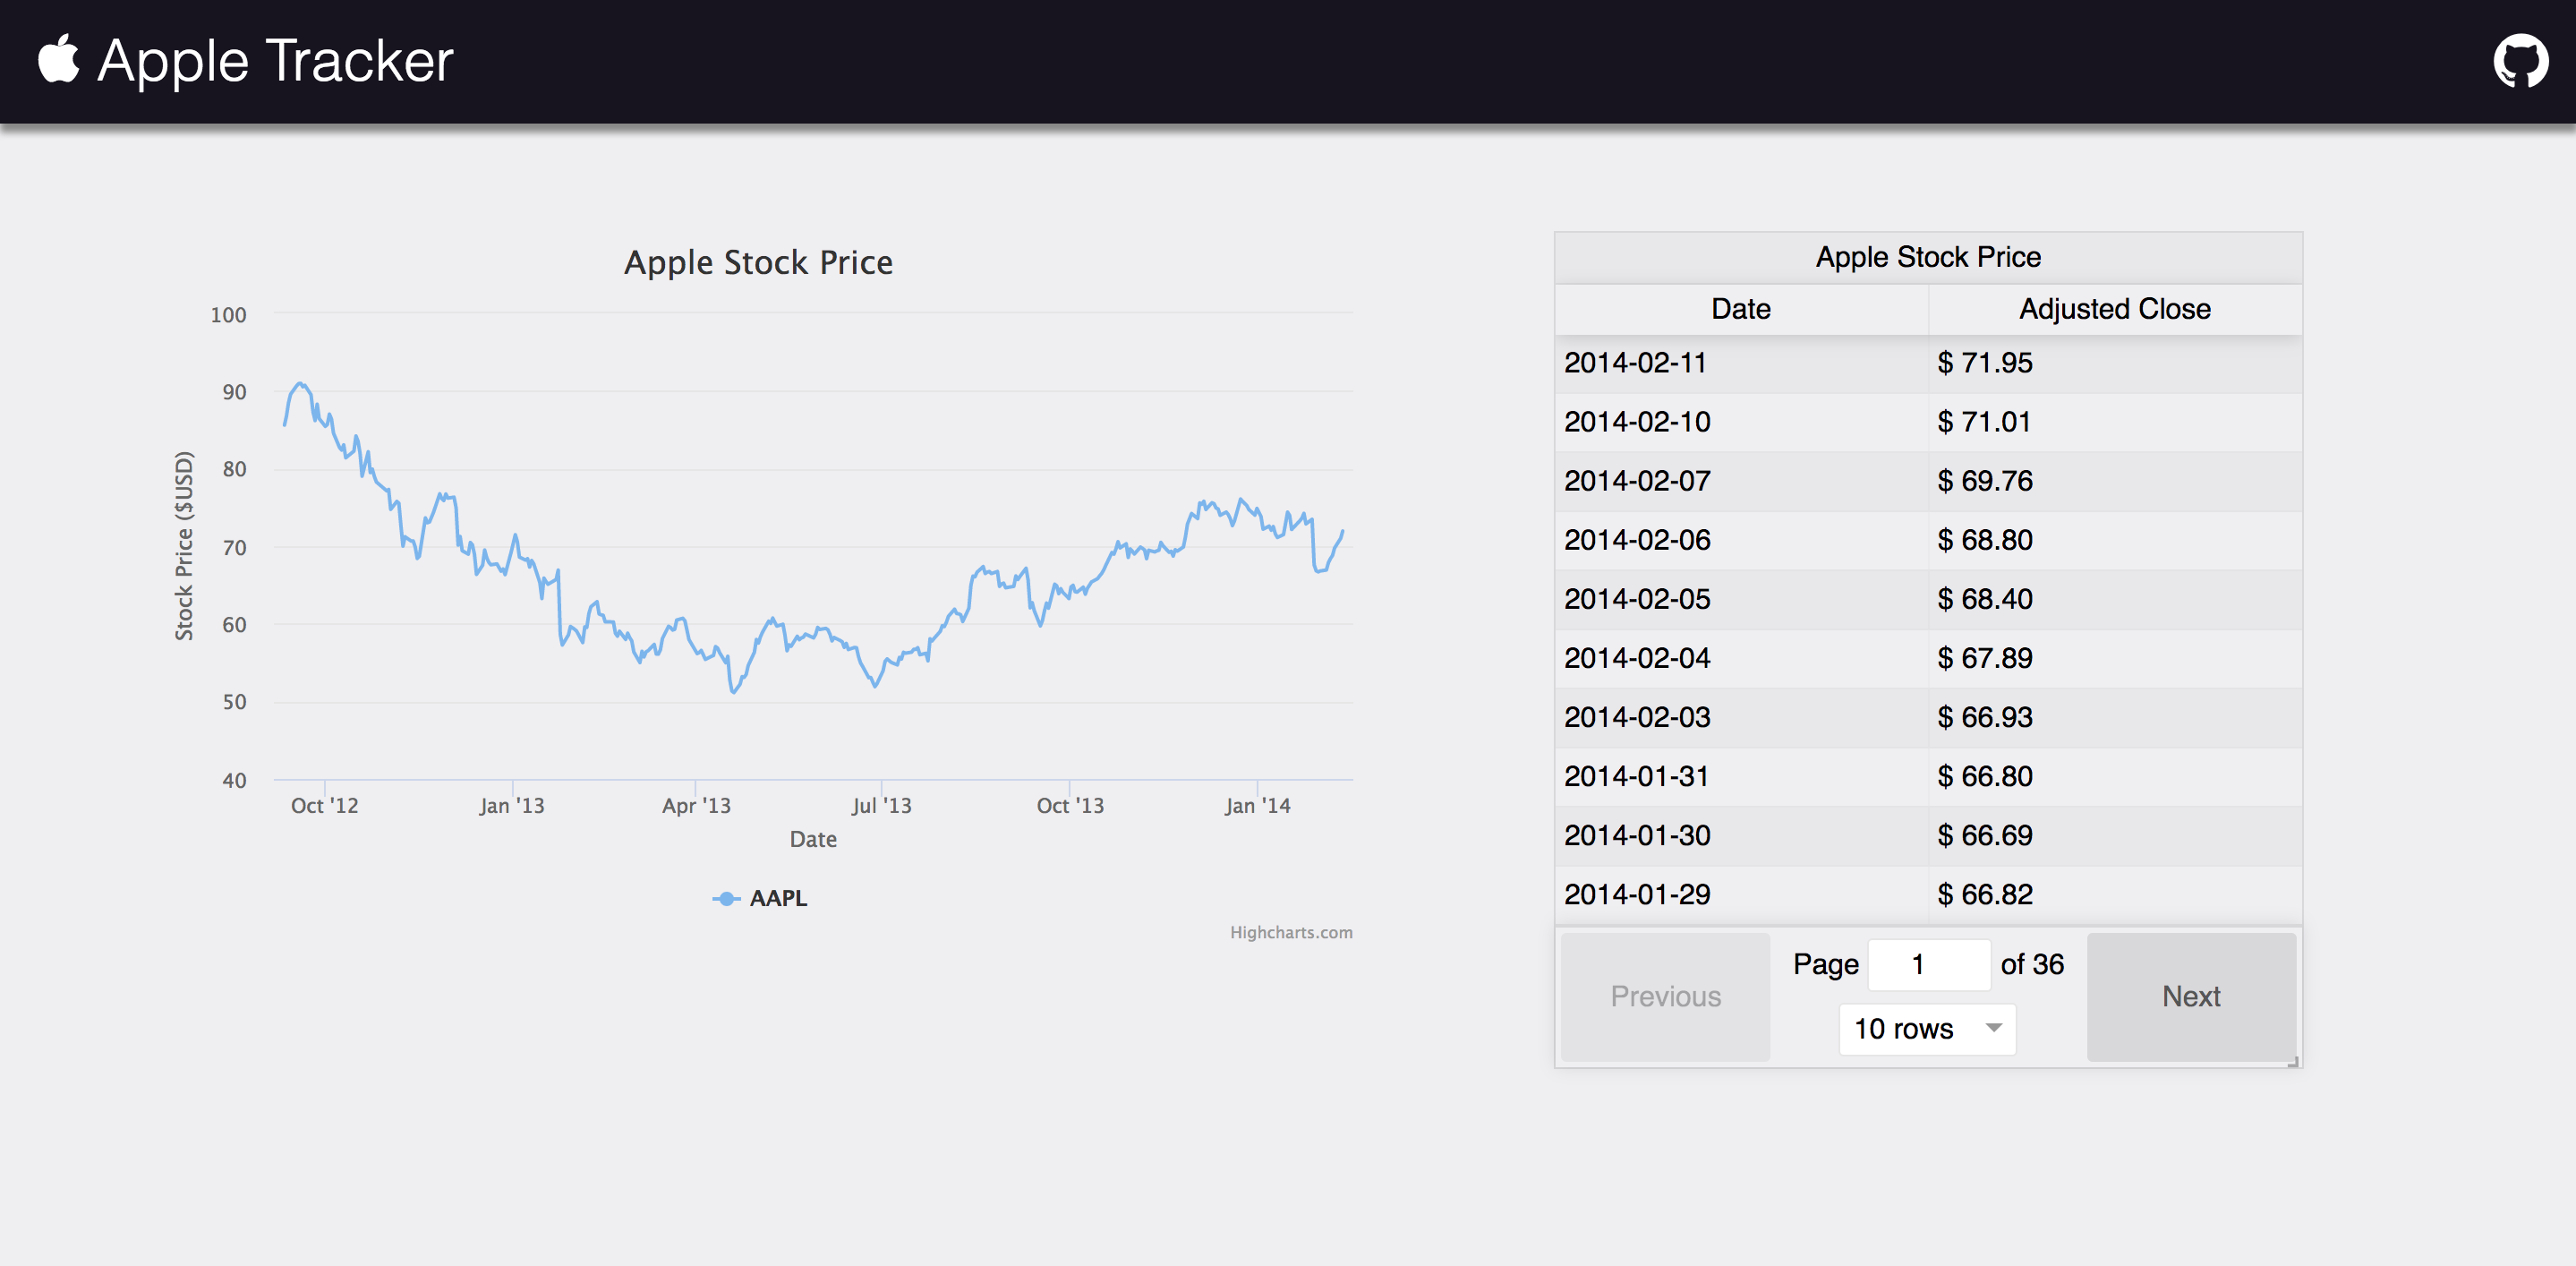 Apple Tracker
Apple Stock Price
100
90
80
70
60
50
40
Stock Price ($USD)
Oct '12 Jan '13 Apr '13 Jul '13 Oct '13 Jan '14
Date
AAPL
Highcharts.com
Apple Stock Price
Date Adjusted Close
2014-02-11 $ 71.95
2014-02-10 $ 71.01
2014-02-07 $ 69.76
2014-02-06 $ 68.80
2014-02-05 $ 68.40
2014-02-04 $ 67.89
2014-02-03 $ 66.93
2014-01-31 $ 66.80
2014-01-30 $ 66.69
2014-01-29 $ 66.82
Previous
Page 1 of 36
10 rows
Next